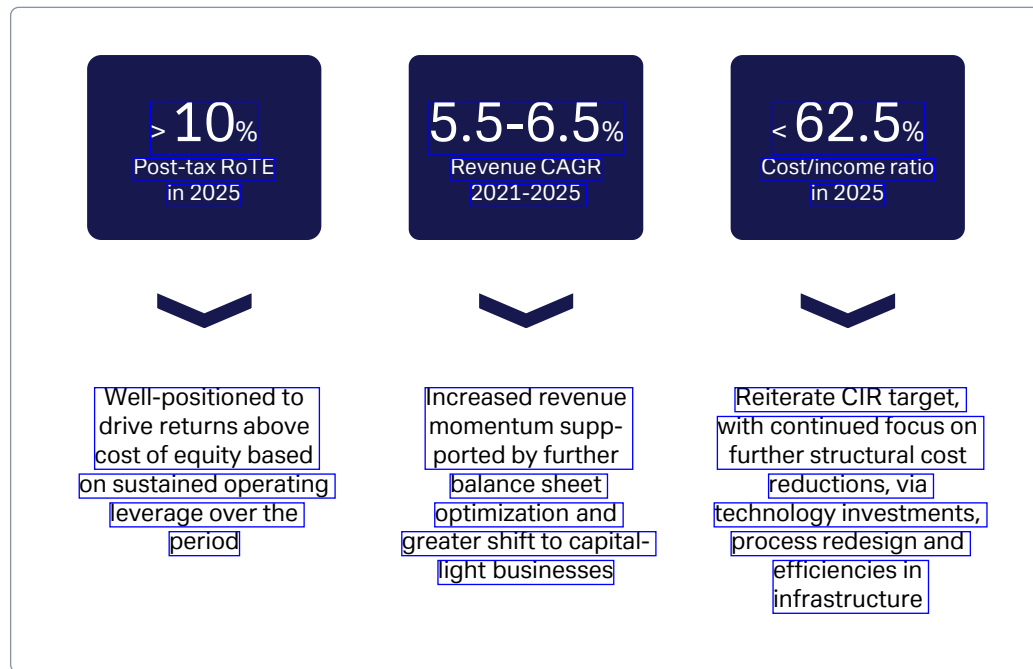 > 10%
Post-tax RoTE
in 2025
5.5-6.5%
Revenue CAGR
2021-2025
< 62.5%
Cost/income ratio
in 2025
Well-positioned to
drive returns above
cost of equity based
on sustained operating
leverage over the
period
Increased revenue
momentum supp-
ported by further
balance sheet
optimization and
greater shift to capital-
light businesses
Reiterate CIR target,
with continued focus on
further structural cost
reductions, via
technology investments,
process redesign and
efficiencies in
infrastructure